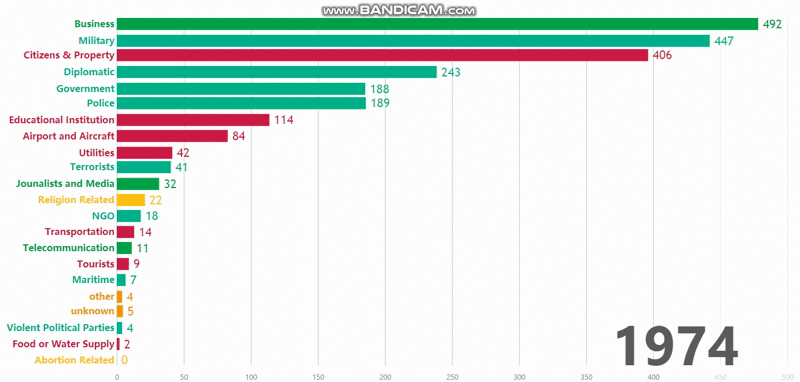 www.BANDICAM.com
Business 492
Military 447
Citizens & Property 406
Diplomatic 243
Government 188
Police 189
Educational Institution 114
Airport and Aircraft 84
Utilities 42
Terrorists 41
Jounalists and Media 32
Religion Related 22
NGO 18
Transportation 14
Telecommunication 11
Tourists 9
Maritime 7
other 4
unknown 5
Violent Political Parties 4
Food or Water Supply 2
Abortion Related 0
1974
0 50 100 150 200 250 300 350 400 450 500